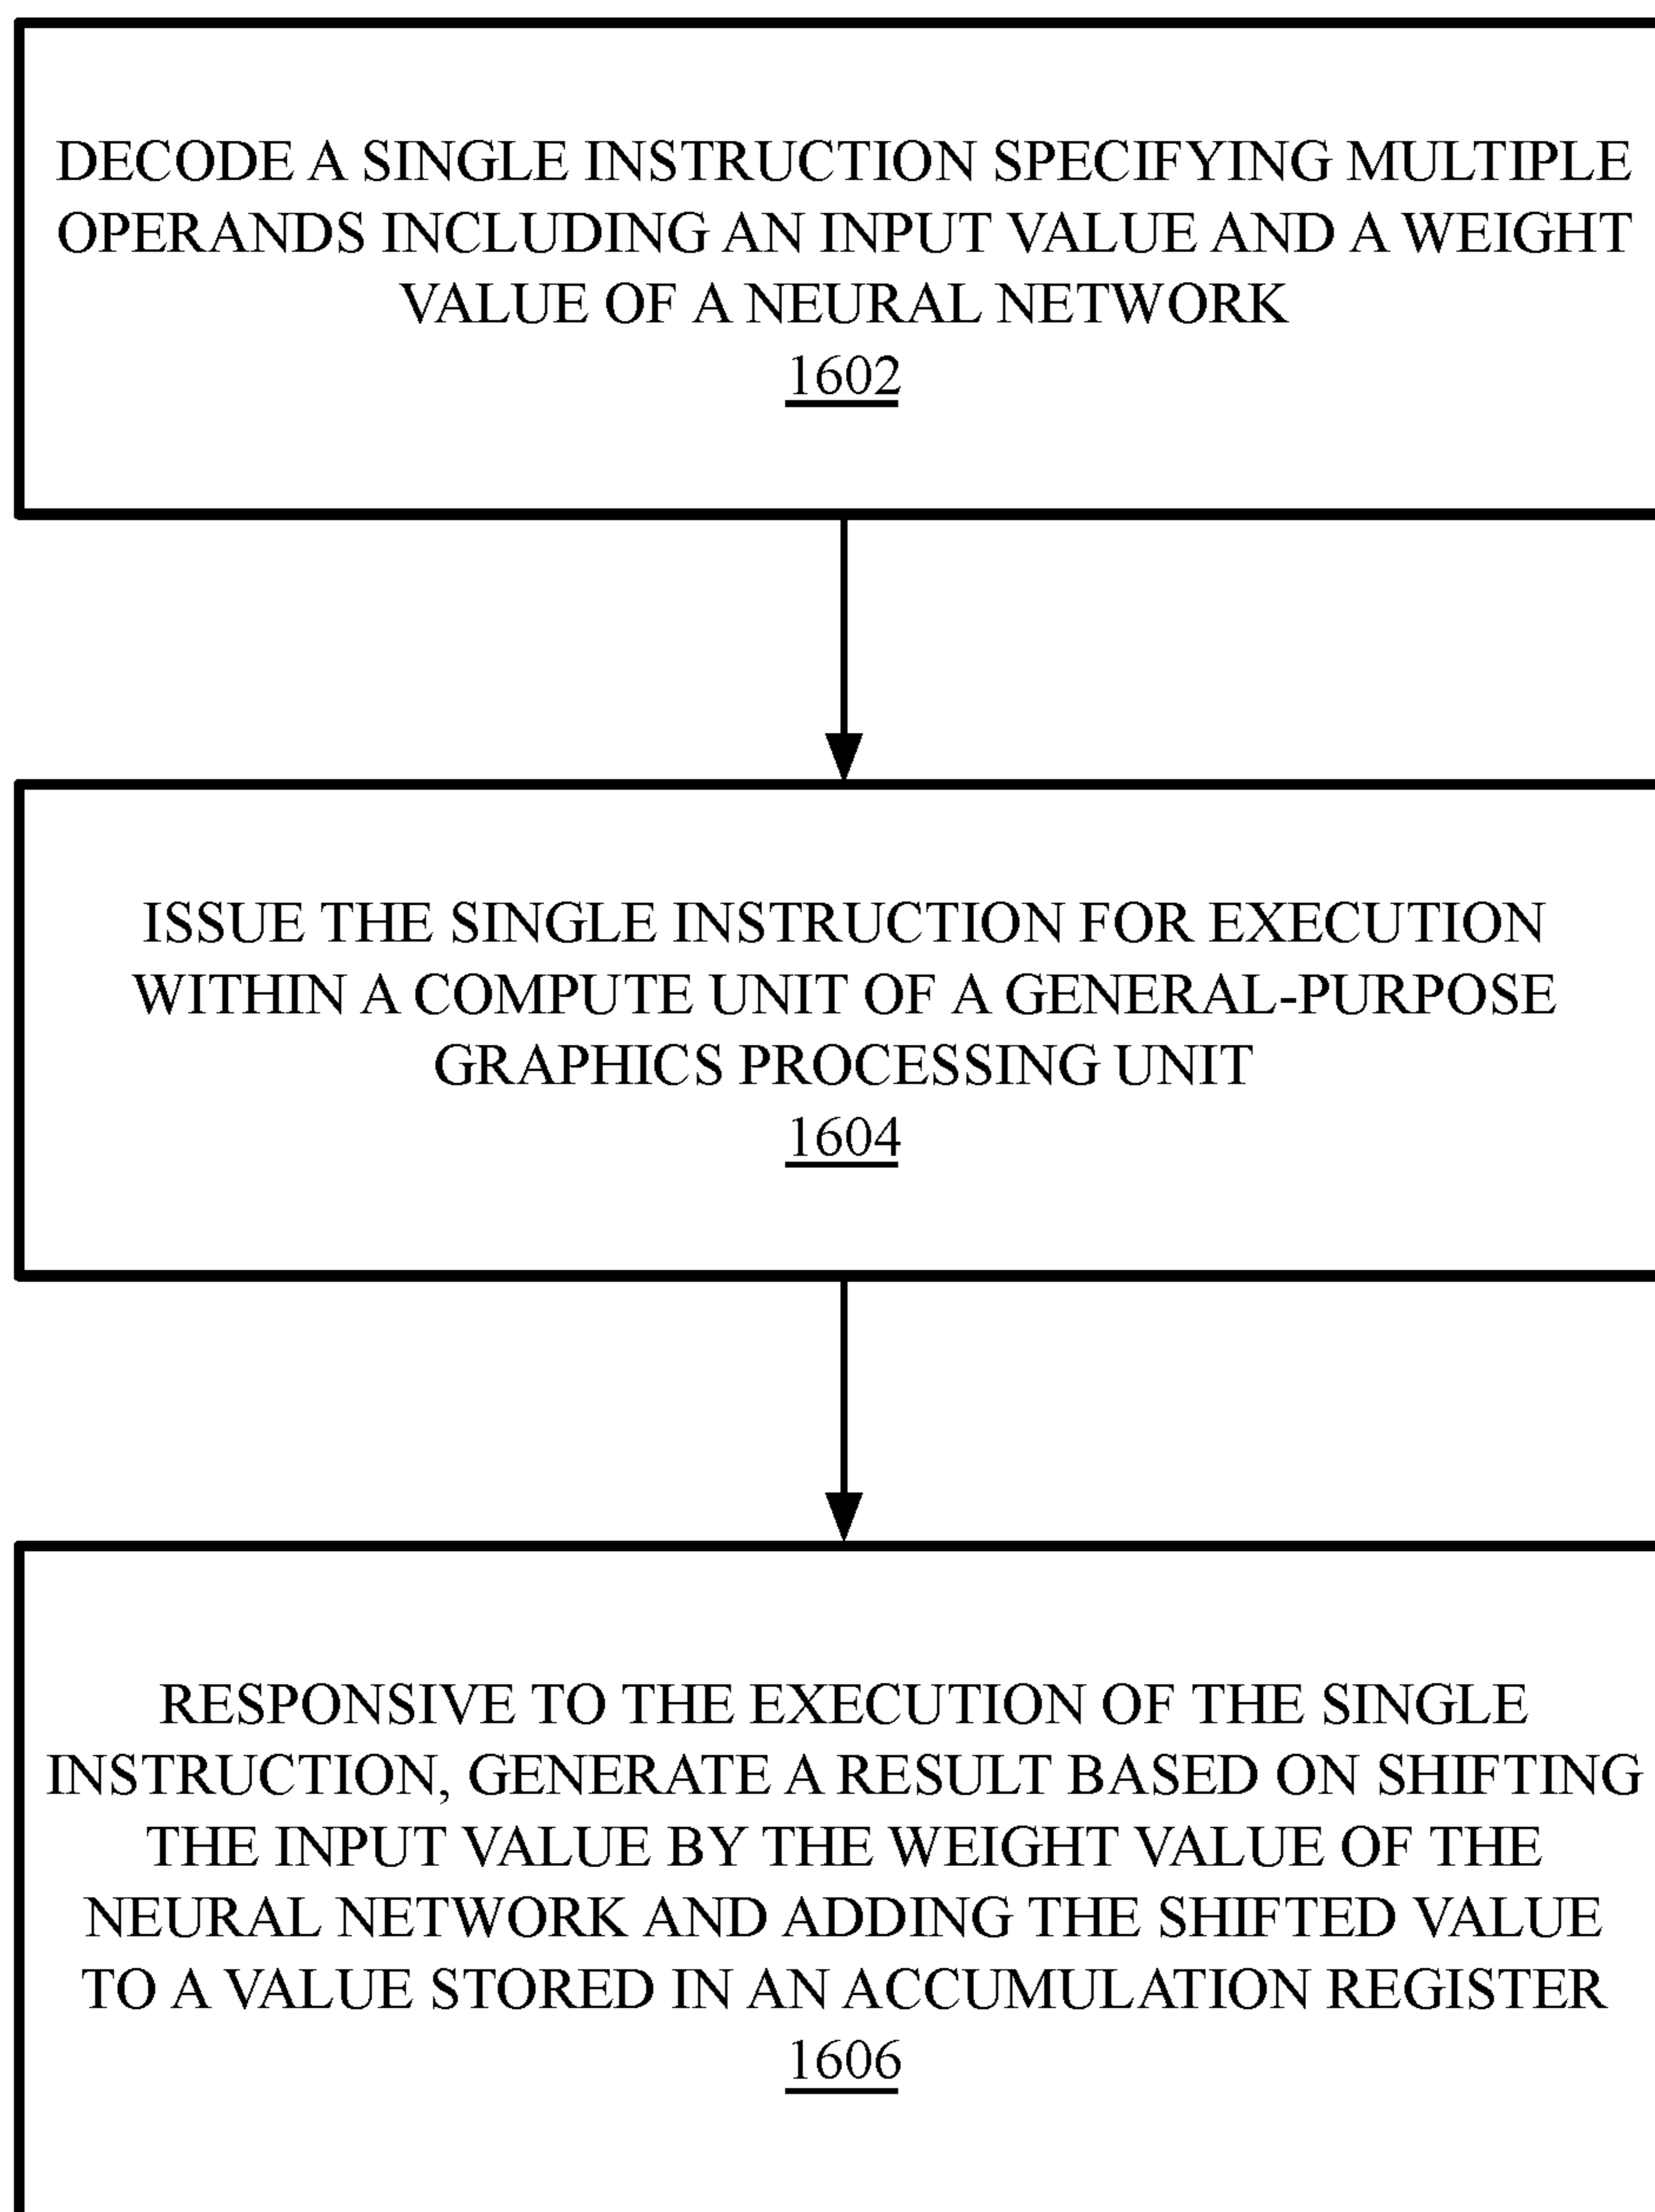 DECODE A SINGLE INSTRUCTION SPECIFYING MULTIPLE
OPERANDS INCLUDING AN INPUT VALUE AND A WEIGHT
VALUE OF A NEURAL NETWORK
1602
ISSUE THE SINGLE INSTRUCTION FOR EXECUTION
WITHIN A COMPUTE UNIT OF A GENERAL-PURPOSE
GRAPHICS PROCESSING UNIT
1604
RESPONSIVE TO THE EXECUTION OF THE SINGLE
INSTRUCTION, GENERATE A RESULT BASED ON SHIFTING
THE INPUT VALUE BY THE WEIGHT VALUE OF THE
NEURAL NETWORK AND ADDING THE SHIFTED VALUE
TO A VALUE STORED IN AN ACCUMULATION REGISTER
1606